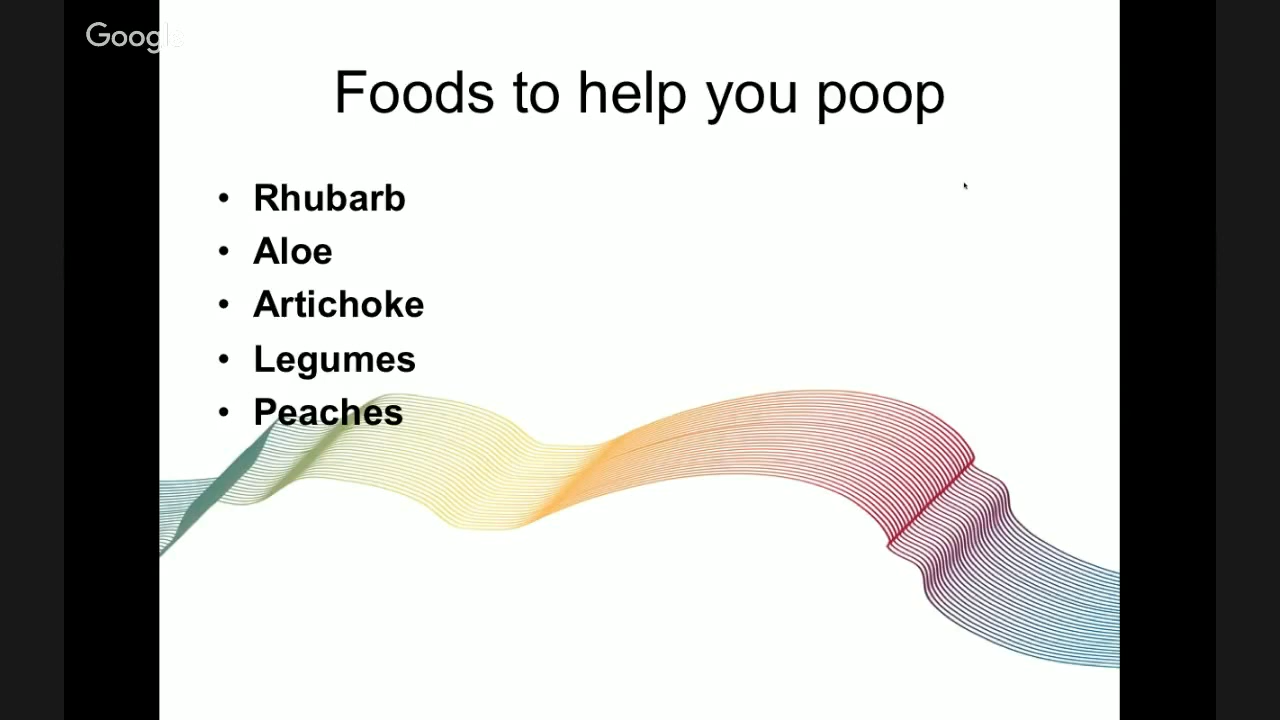 Google
Foods to help you poop
• Rhubarb
• Aloe
• Artichoke
• Legumes
• Peaches